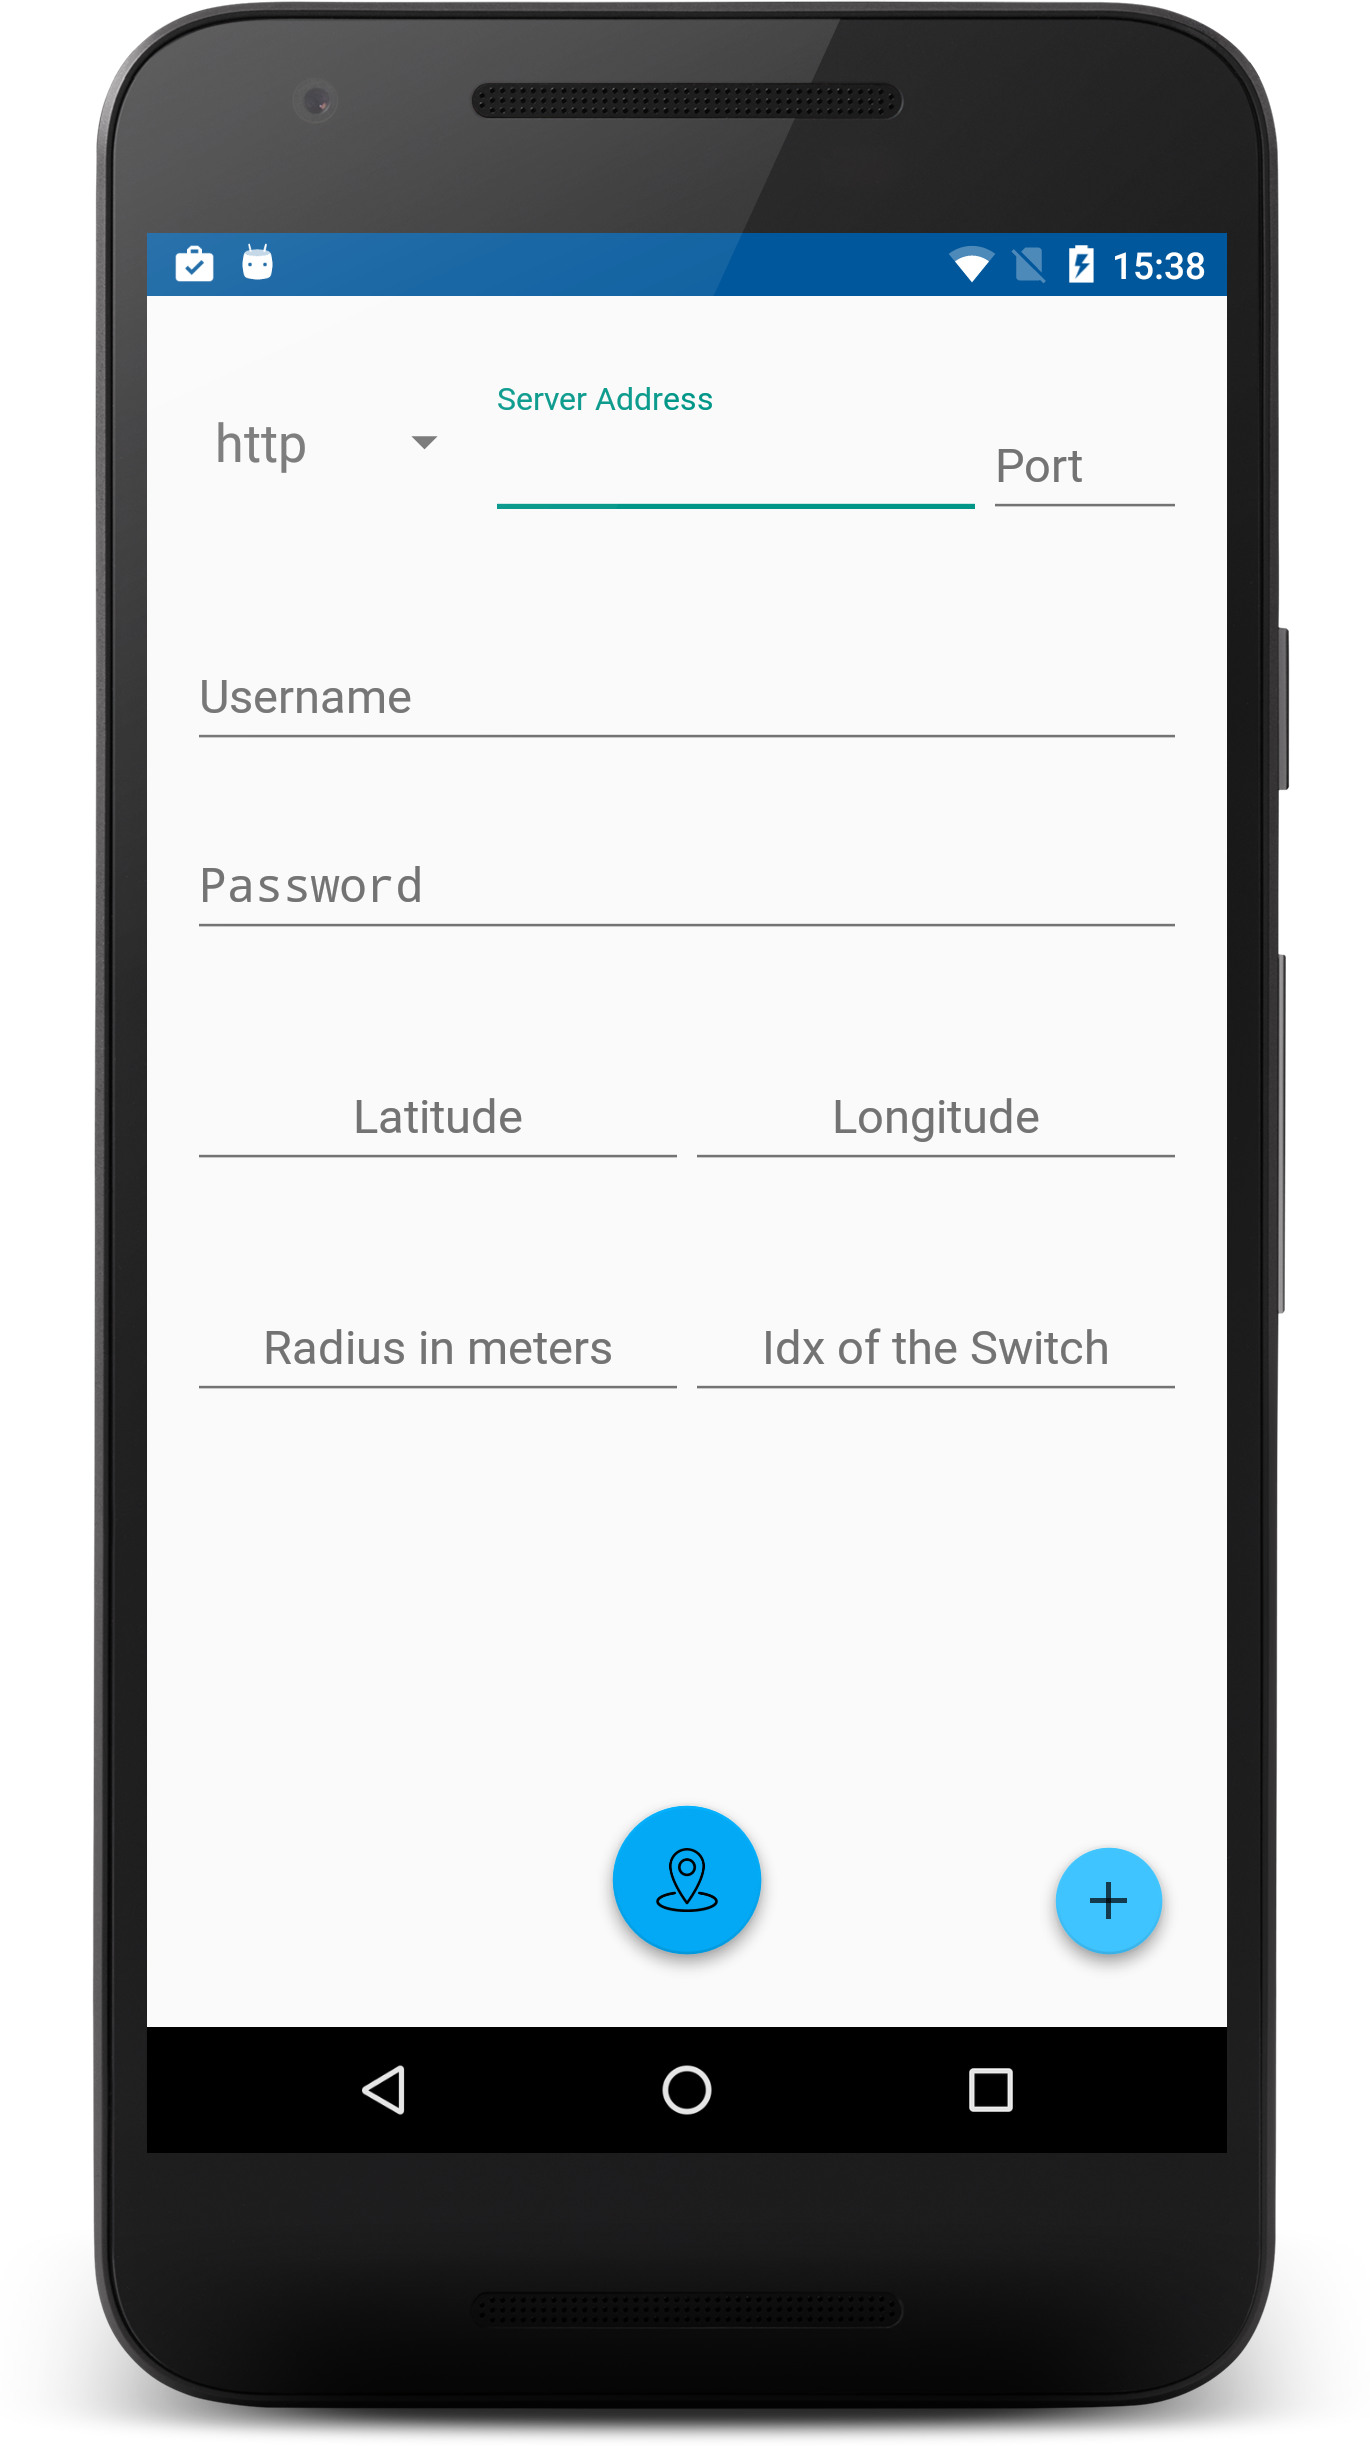 15:38
Server Address
http
Port
Username
Password
Latitude Longitude
Radius in meters Idx of the Switch